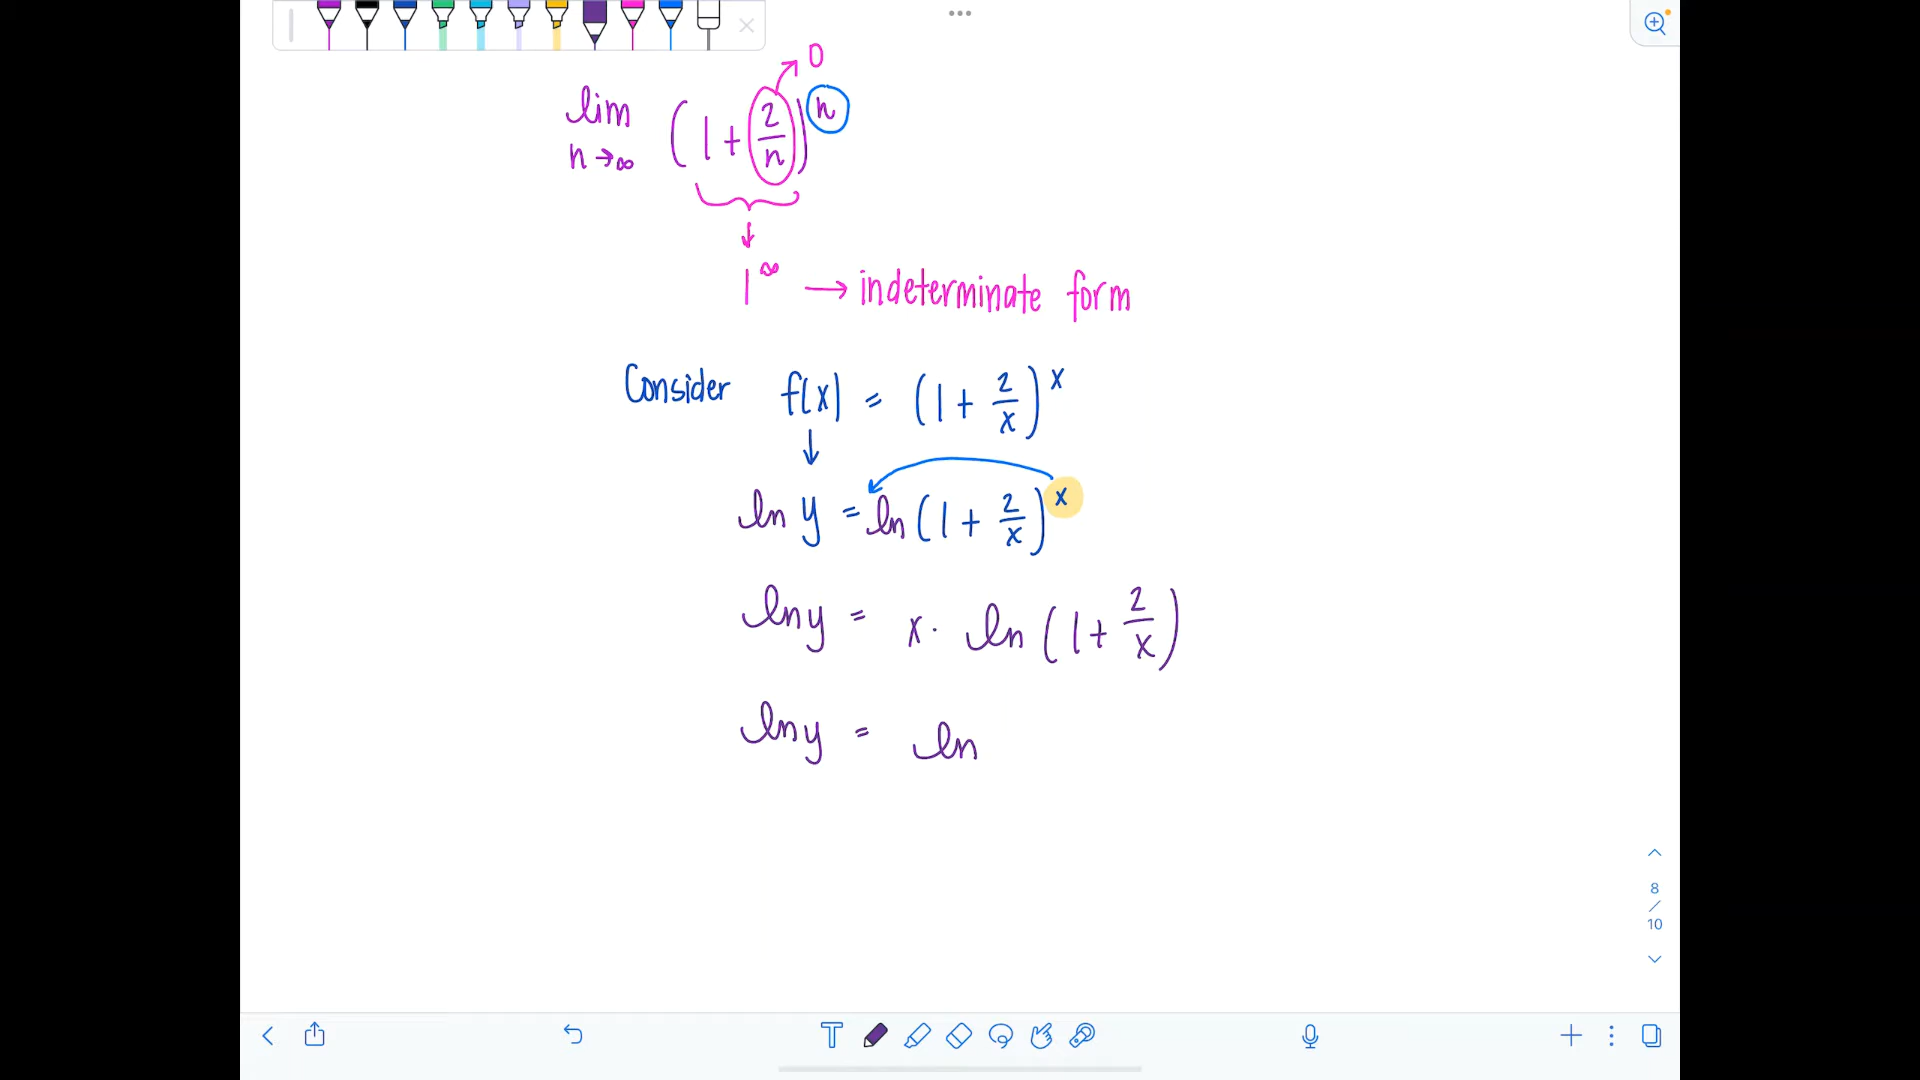 0
lim n→∞ (1 + 2/n)^n
1^∞ → indeterminate form
Consider f(x) = (1 + 2/x)^x
ln y = ln (1 + 2/x)^x
ln y = x · ln (1 + 2/x)
ln y = ln
8
/
10
T